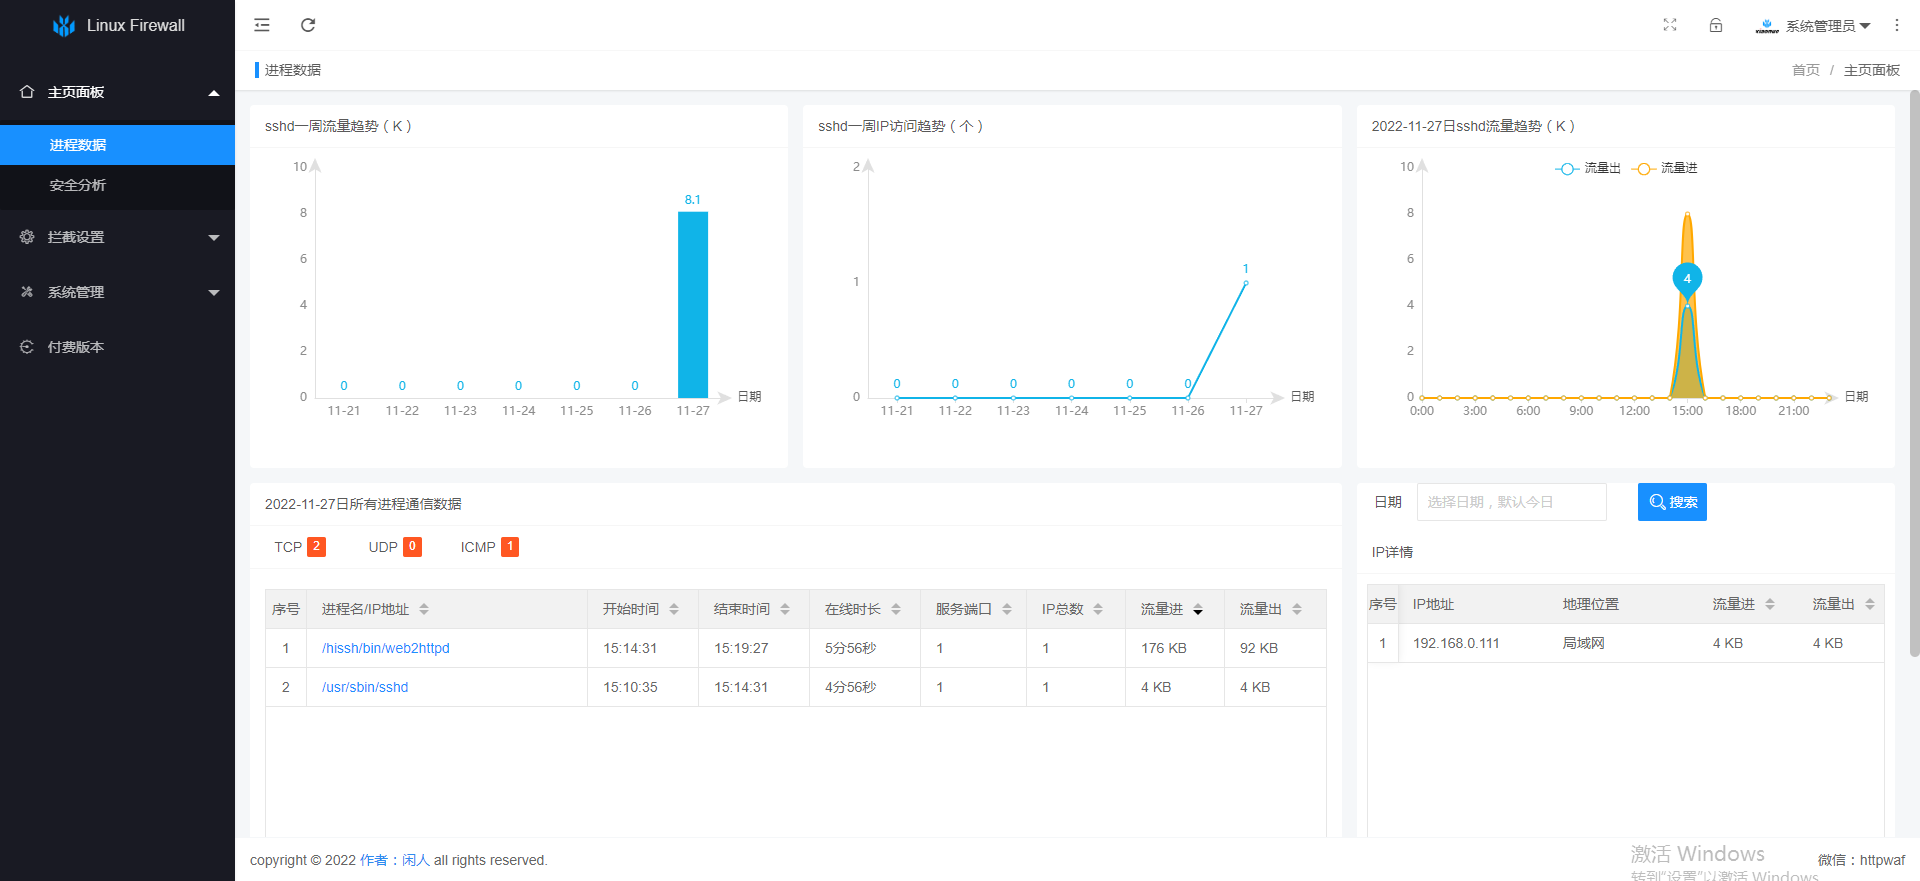 Linux Firewall
系统管理员
主页面板
进程数据
安全分析
拦截设置
系统管理
付费版本
进程数据
首页 / 主页面板
sshd一周流量趋势（K）
10
8
6
4
2
0
8.1
0 0 0 0 0 0
11-21 11-22 11-23 11-24 11-25 11-26 11-27
日期
sshd一周IP访问趋势（个）
2
1
0
1
0 0 0 0 0 0
11-21 11-22 11-23 11-24 11-25 11-26 11-27
日期
2022-11-27日sshd流量趋势（K）
流量出 流量进
10
8
6
4
2
0
4
0:00 3:00 6:00 9:00 12:00 15:00 18:00 21:00
日期
2022-11-27日所有进程通信数据
TCP 2 UDP 0 ICMP 1
序号 进程名/IP地址 开始时间 结束时间 在线时长 服务端口 IP总数 流量进 流量出
1 /hissh/bin/web2httpd 15:14:31 15:19:27 5分56秒 1 1 176 KB 92 KB
2 /usr/sbin/sshd 15:10:35 15:14:31 4分56秒 1 1 4 KB 4 KB
日期 选择日期，默认今日 搜索
IP详情
序号 IP地址 地理位置 流量进 流量出
1 192.168.0.111 局域网 4 KB 4 KB
copyright © 2022 作者：闲人 all rights reserved.
微信：httpwaf
激活 Windows
转到"设置"以激活 Windows